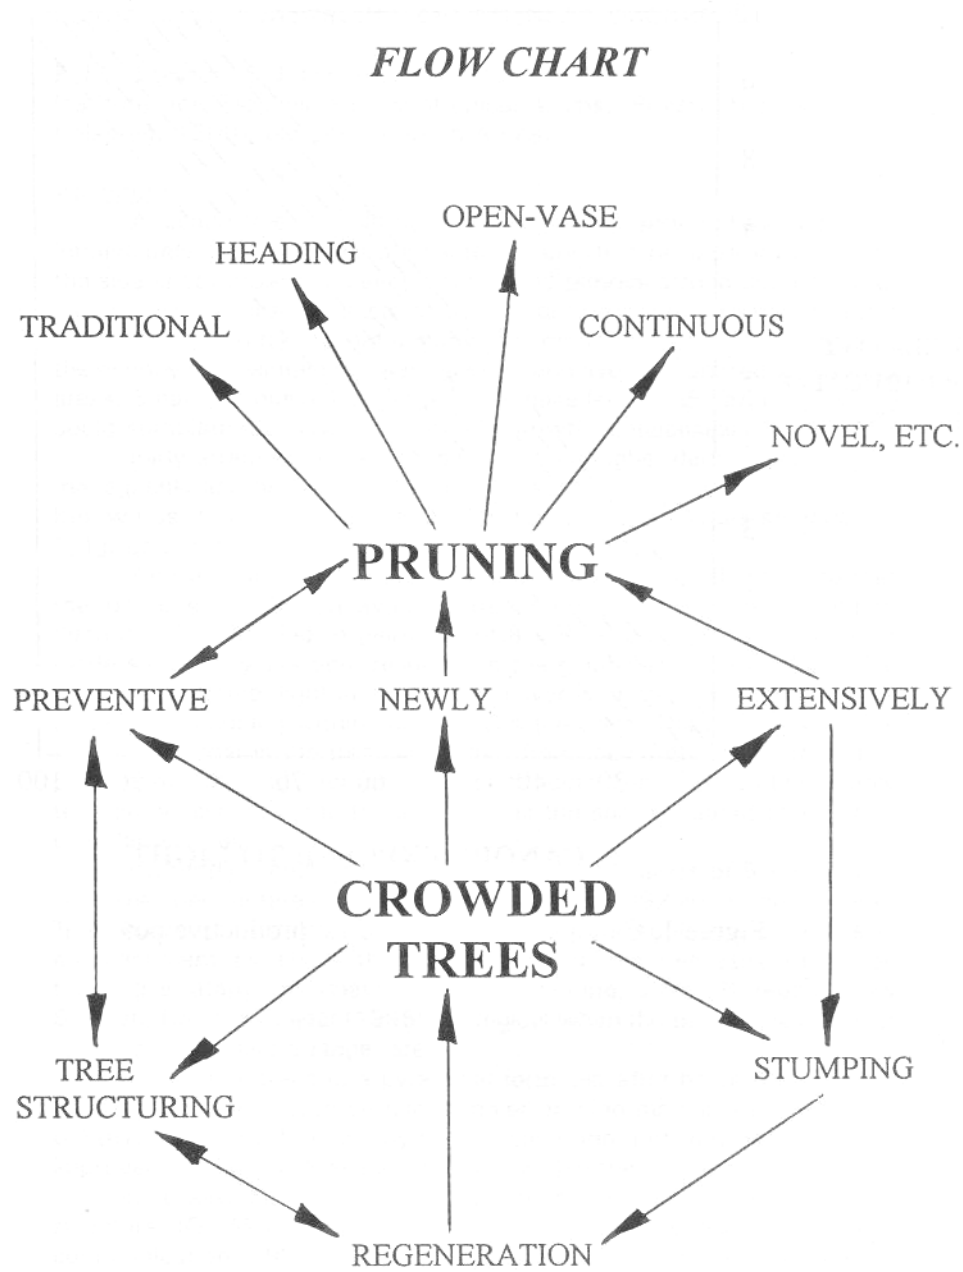 FLOW CHART
OPEN-VASE
HEADING
TRADITIONAL
CONTINUOUS
NOVEL, ETC.
PRUNING
PREVENTIVE
NEWLY
EXTENSIVELY
CROWDED
TREES
TREE
STRUCTURING
STUMPING
REGENERATION